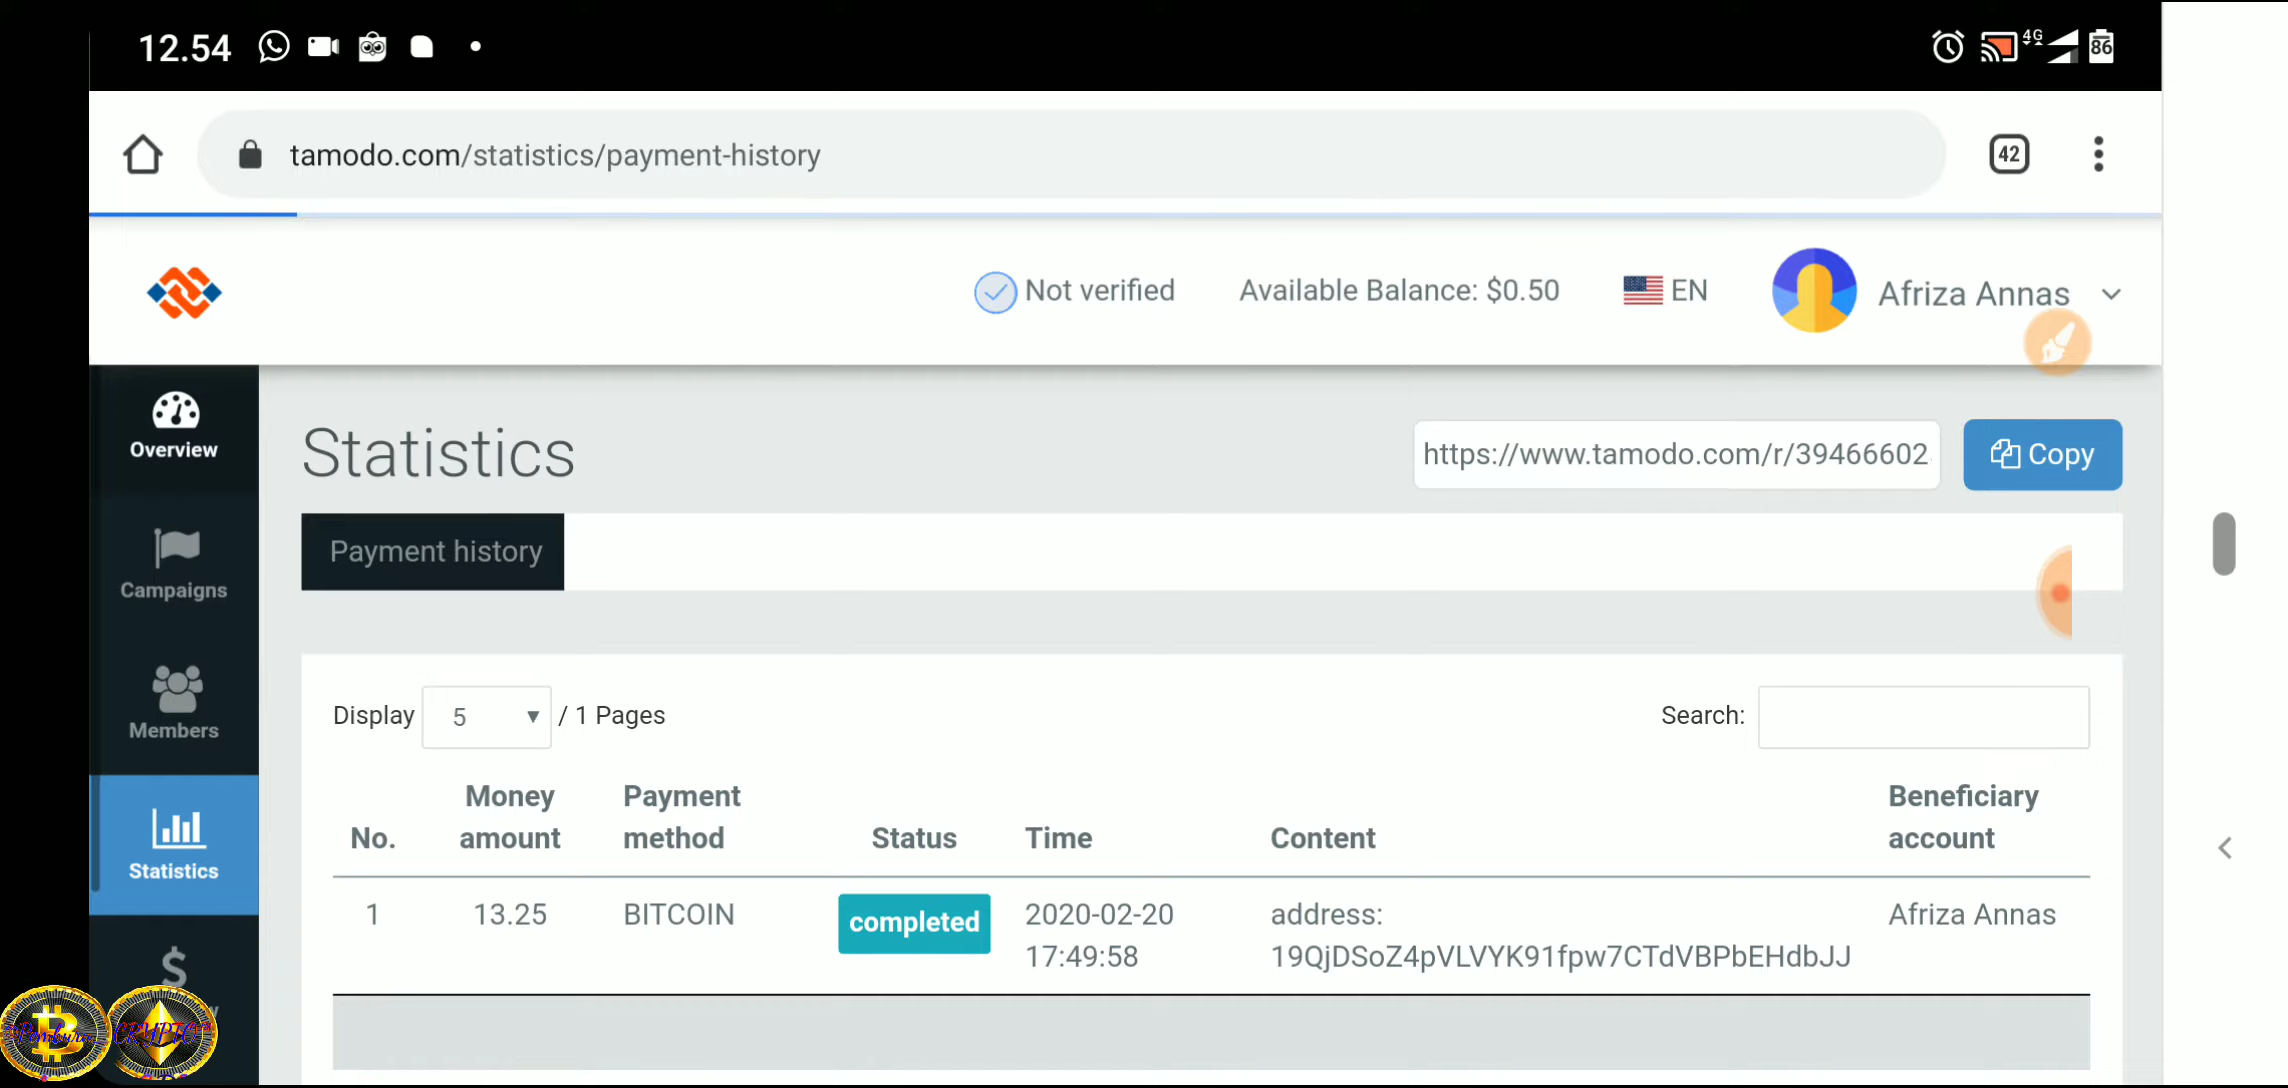 12.54
4G
86
tamodo.com/statistics/payment-history
42
Not verified
Available Balance: $0.50
EN
Afriza Annas
Overview
Campaigns
Members
Statistics
Statistics
https://www.tamodo.com/r/39466602
Copy
Payment history
Display 5 / 1 Pages
Search:
No.
Money amount
Payment method
Status
Time
Content
Beneficiary account
1
13.25
BITCOIN
completed
2020-02-20
17:49:58
address:
19QjDSoZ4pVLVYK91fpw7CTdVBPbEHdbJJ
Afriza Annas
$
Pemburu
CRYPTO